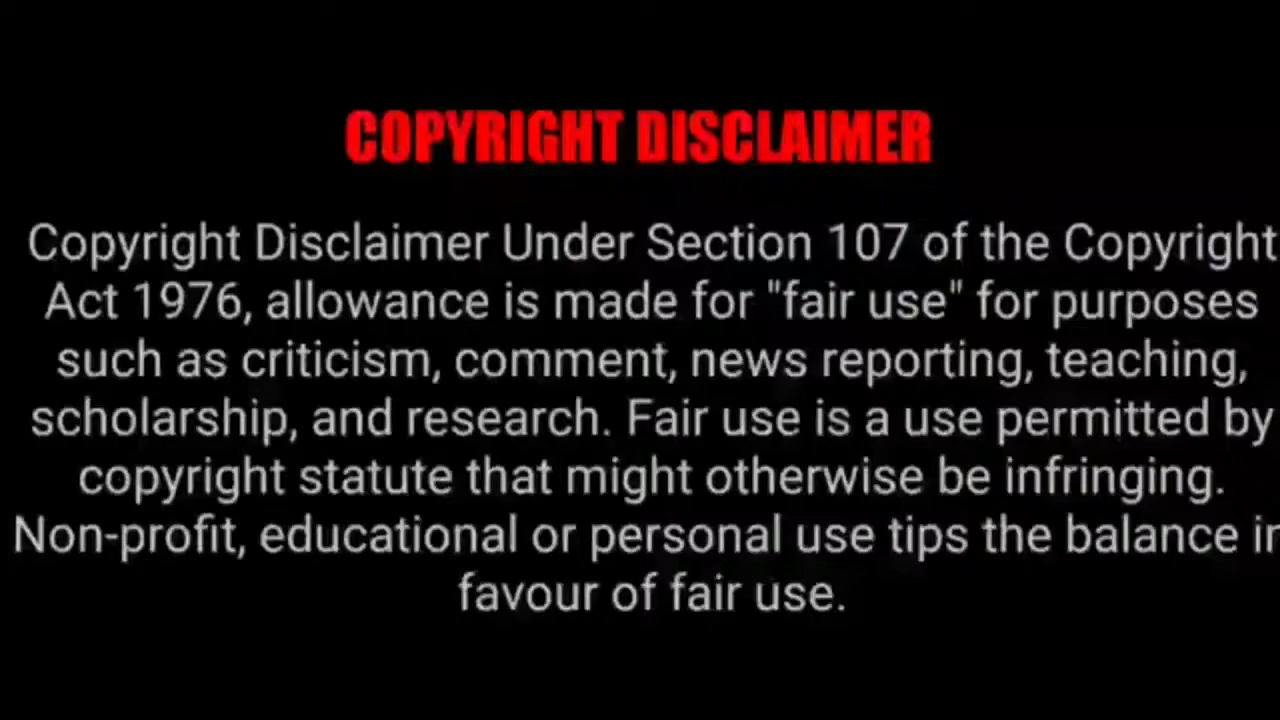 COPYRIGHT DISCLAIMER
Copyright Disclaimer Under Section 107 of the Copyright
Act 1976, allowance is made for "fair use" for purposes
such as criticism, comment, news reporting, teaching,
scholarship, and research. Fair use is a use permitted by
copyright statute that might otherwise be infringing.
Non-profit, educational or personal use tips the balance in
favour of fair use.